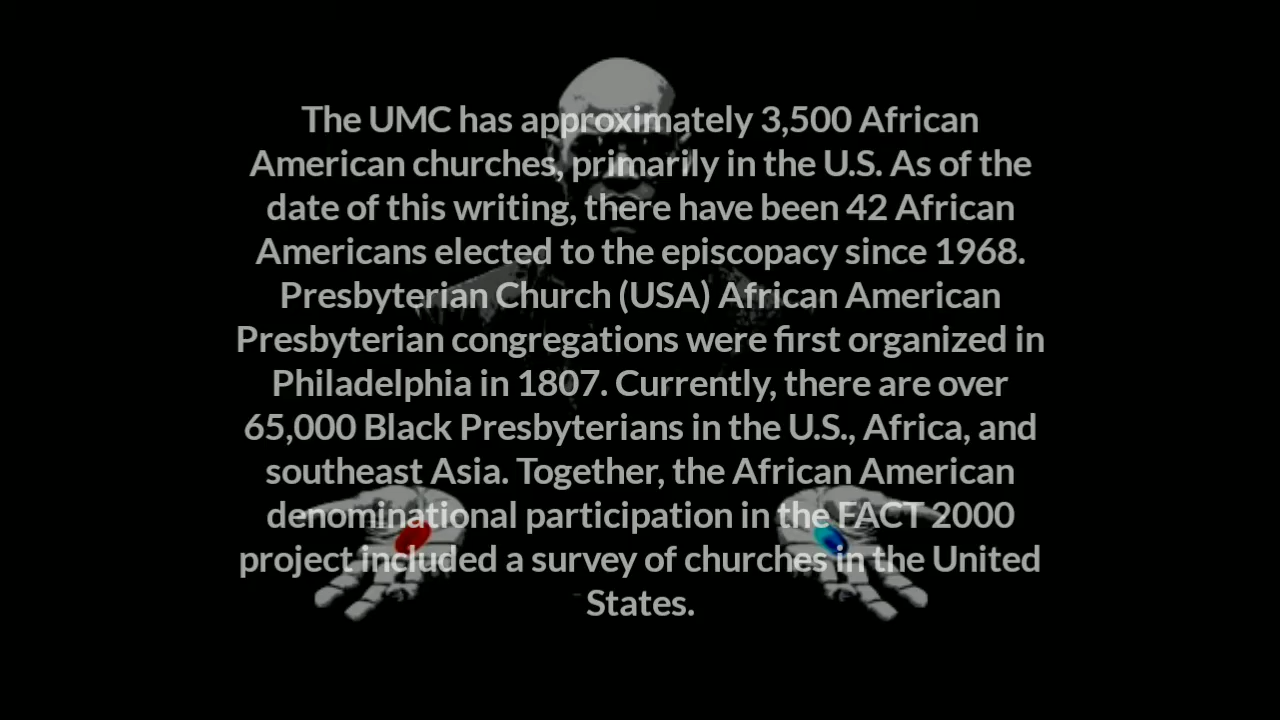 The UMC has approximately 3,500 African
American churches, primarily in the U.S. As of the
date of this writing, there have been 42 African
Americans elected to the episcopacy since 1968.
Presbyterian Church (USA) African American
Presbyterian congregations were first organized in
Philadelphia in 1807. Currently, there are over
65,000 Black Presbyterians in the U.S., Africa, and
southeast Asia. Together, the African American
denominational participation in the FACT 2000
project included a survey of churches in the United
States.